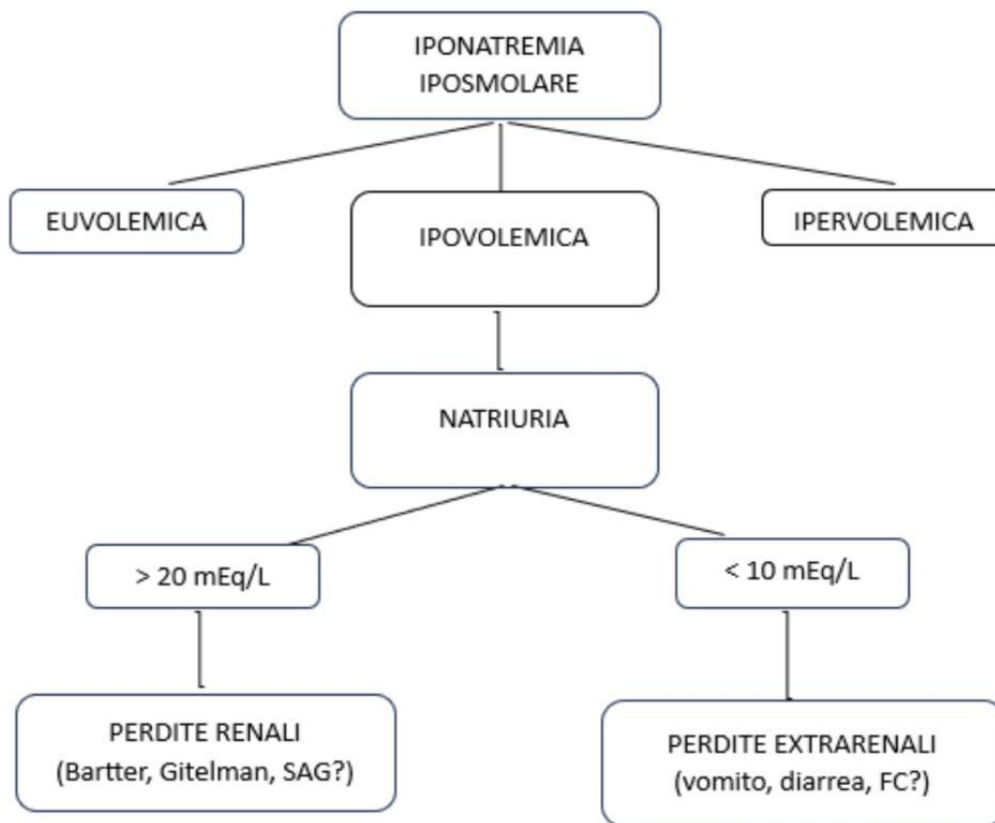 IPONATREMIA
IPOSMOLARE
EUVOLEMICA
IPOVOLEMICA
IPERVOLEMICA
NATRIURIA
> 20 mEq/L
< 10 mEq/L
PERDITE RENALI
(Bartter, Gitelman, SAG?)
PERDITE EXTRARENALI
(vomito, diarrea, FC?)